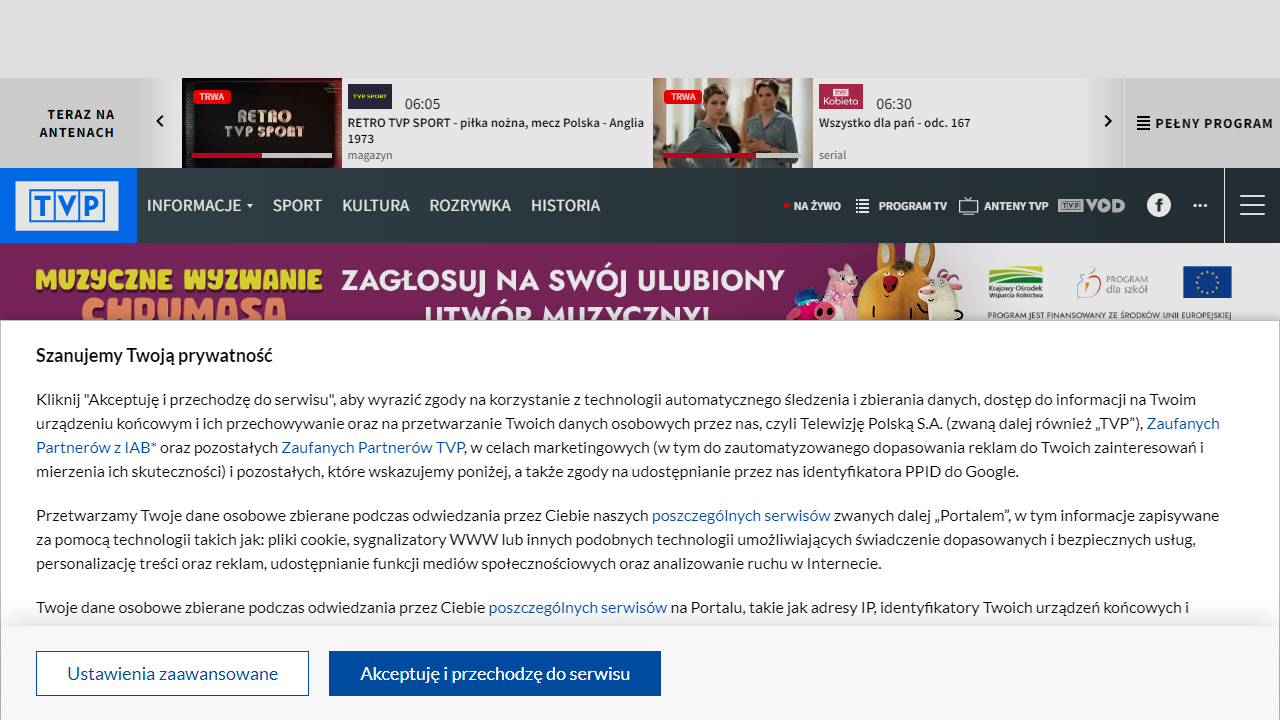 TERAZ NA
ANTENACH
TRWA
RETRO
TVP SPORT
TVP SPORT
06:05
RETRO TVP SPORT - piłka nożna, mecz Polska - Anglia
1973
magazyn
TRWA
TVP
Kobieta
06:30
Wszystko dla pań - odc. 167
serial
PEŁNY PROGRAM
TVP
INFORMACJE
SPORT
KULTURA
ROZRYWKA
HISTORIA
NA ŻYWO
PROGRAM TV
ANTENY TVP
TVP VOD
MUZYCZNE WYZWANIE
CHRUMASA
ZAGŁOSUJ NA SWÓJ ULUBIONY
UTWÓR MUZYCZNY!
Krajowy Ośrodek
Wsparcia Rolnictwa
PROGRAM
dla szkół
PROGRAM JEST FINANSOWANY ZE ŚRODKÓW UNII EUROPEJSKIEJ
Szanujemy Twoją prywatność
Kliknij "Akceptuję i przechodzę do serwisu", aby wyrazić zgody na korzystanie z technologii automatycznego śledzenia i zbierania danych, dostęp do informacji na Twoim
urządzeniu końcowym i ich przechowywanie oraz na przetwarzanie Twoich danych osobowych przez nas, czyli Telewizję Polską S.A. (zwaną dalej również „TVP”), Zaufanych
Partnerów z IAB* oraz pozostałych Zaufanych Partnerów TVP, w celach marketingowych (w tym do zautomatyzowanego dopasowania reklam do Twoich zainteresowań i
mierzenia ich skuteczności) i pozostałych, które wskazujemy poniżej, a także zgody na udostępnianie przez nas identyfikatora PPID do Google.
Przetwarzamy Twoje dane osobowe zbierane podczas odwiedzania przez Ciebie naszych poszczególnych serwisów zwanych dalej „Portalem”, w tym informacje zapisywane
za pomocą technologii takich jak: pliki cookie, sygnalizatory WWW lub innych podobnych technologii umożliwiających świadczenie dopasowanych i bezpiecznych usług,
personalizację treści oraz reklam, udostępnianie funkcji mediów społecznościowych oraz analizowanie ruchu w Internecie.
Twoje dane osobowe zbierane podczas odwiedzania przez Ciebie poszczególnych serwisów na Portalu, takie jak adresy IP, identyfikatory Twoich urządzeń końcowych i
Ustawienia zaawansowane
Akceptuję i przechodzę do serwisu